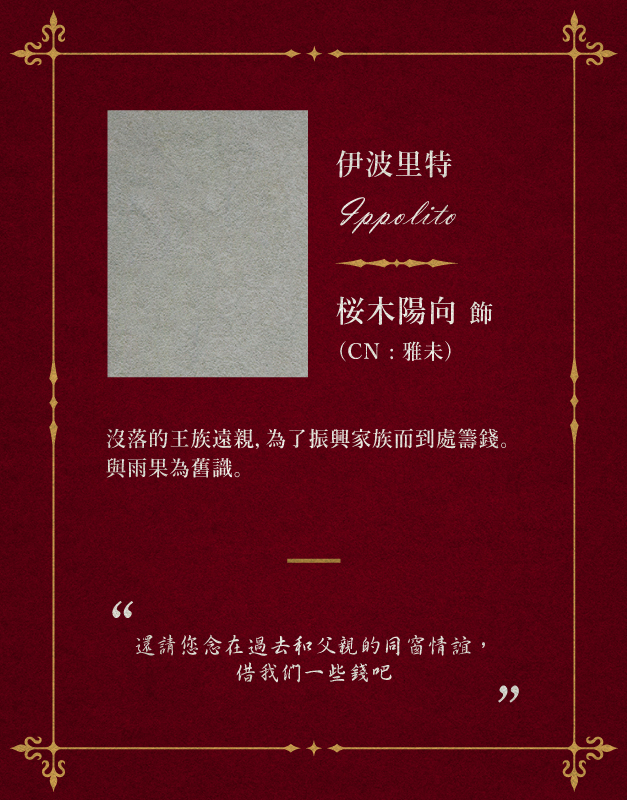 伊波里特
Ippolito
桜木陽向 飾
（CN：雅未）
沒落的王族遠親, 為了振興家族而到處籌錢。
與雨果為舊識。
“
還請您念在過去和父親的同窗情誼，
借我们一些錢吧
”